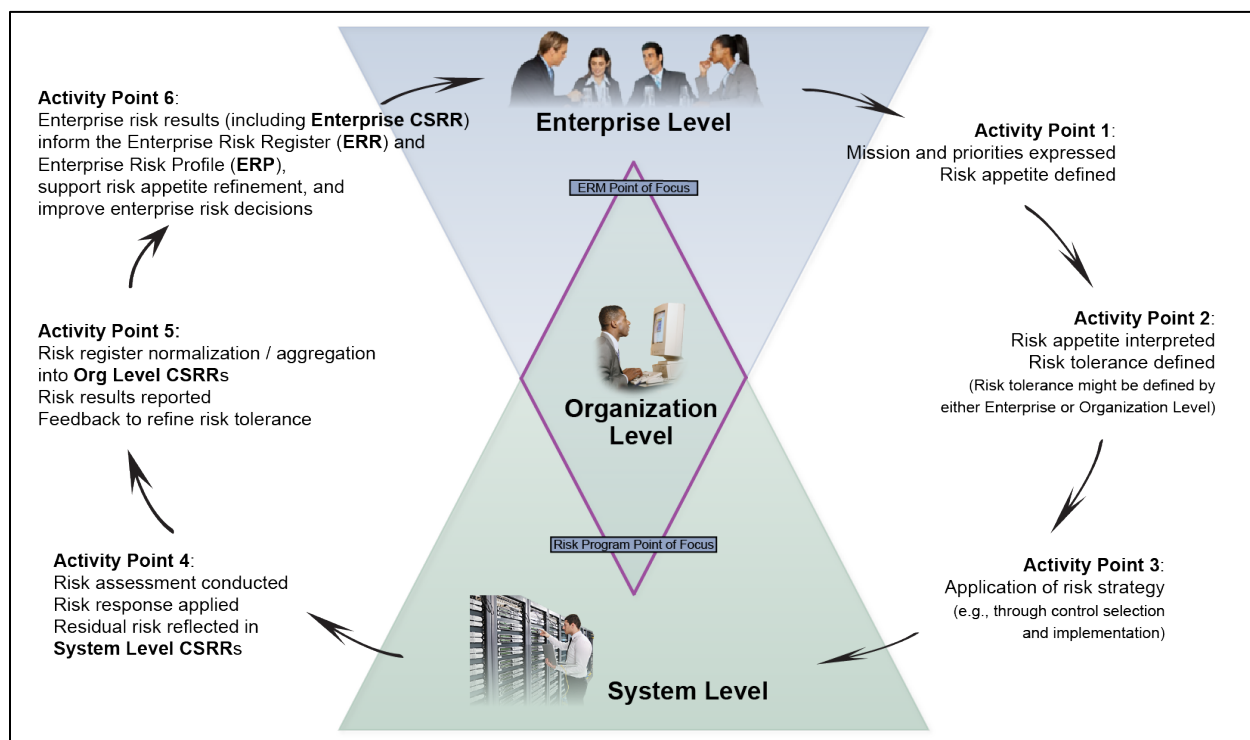 Activity Point 6:
Enterprise risk results (including Enterprise CSRR)
inform the Enterprise Risk Register (ERR) and
Enterprise Risk Profile (ERP),
support risk appetite refinement, and
improve enterprise risk decisions
Enterprise Level
ERM Point of Focus
Activity Point 1:
Mission and priorities expressed
Risk appetite defined
Activity Point 2:
Risk appetite interpreted
Risk tolerance defined
(Risk tolerance might be defined by
either Enterprise or Organization Level)
Organization
Level
Activity Point 5:
Risk register normalization / aggregation
into Org Level CSRRs
Risk results reported
Feedback to refine risk tolerance
Risk Program Point of Focus
Activity Point 3:
Application of risk strategy
(e.g., through control selection
and implementation)
Activity Point 4:
Risk assessment conducted
Risk response applied
Residual risk reflected in
System Level CSRRs
System Level